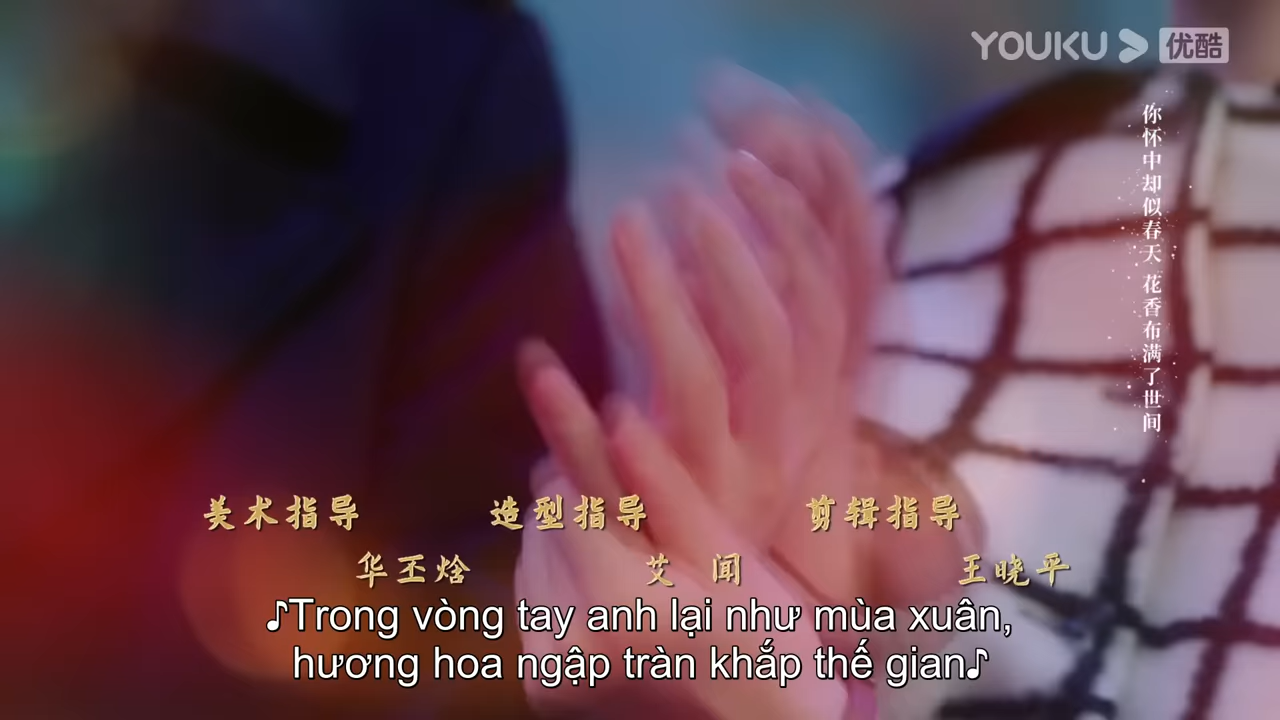 YOUKU 优酷
你怀中却似春天 花香布满了世间
美术指导 造型指导 剪辑指导
华丕焓 艾闻 王晓平
♪Trong vòng tay anh lại như mùa xuân,
hương hoa ngập tràn khắp thế gian♪